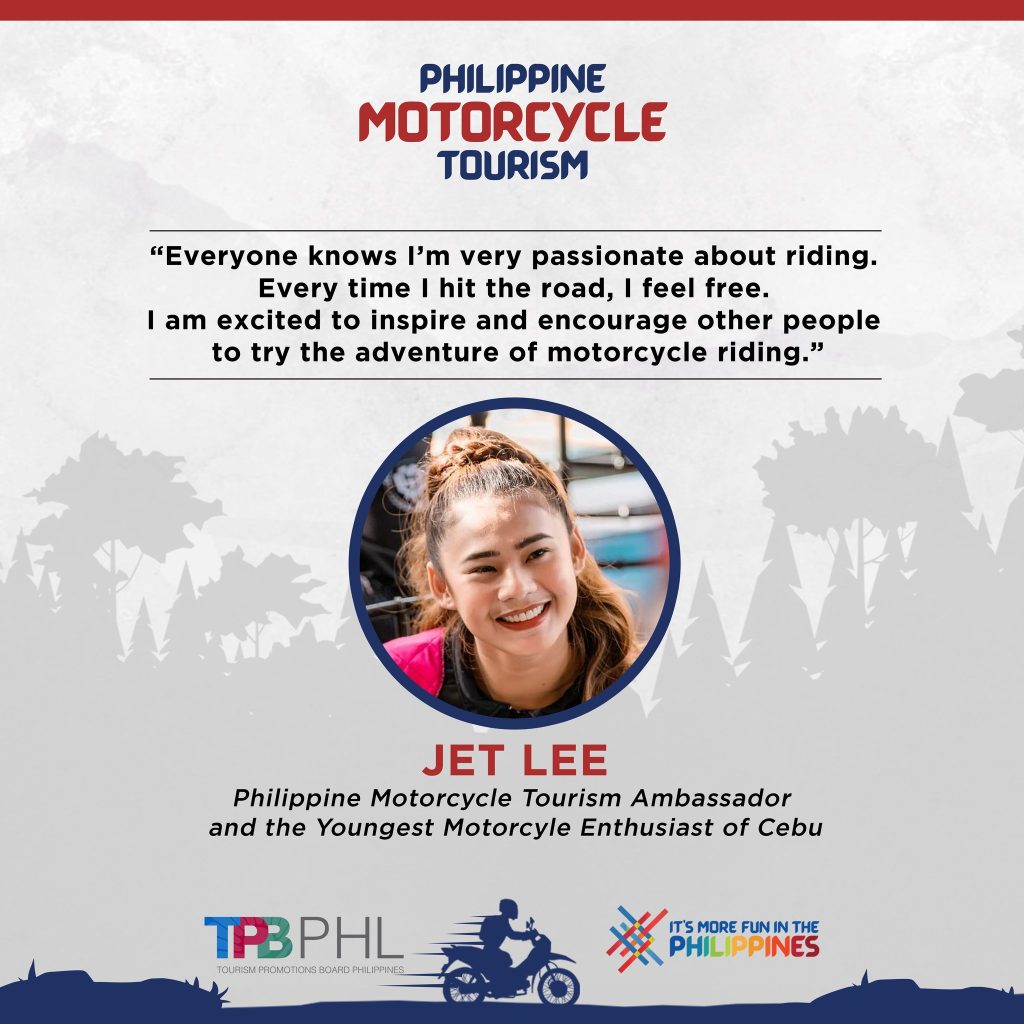 PHILIPPINE
MOTORCYCLE
TOURISM
“Everyone knows I’m very passionate about riding.
Every time I hit the road, I feel free.
I am excited to inspire and encourage other people
to try the adventure of motorcycle riding.”
JET LEE
Philippine Motorcycle Tourism Ambassador
and the Youngest Motorcyle Enthusiast of Cebu
TPBPHL
TOURISM PROMOTIONS BOARD PHILIPPINES
IT'S MORE FUN IN THE
PHILIPPINES